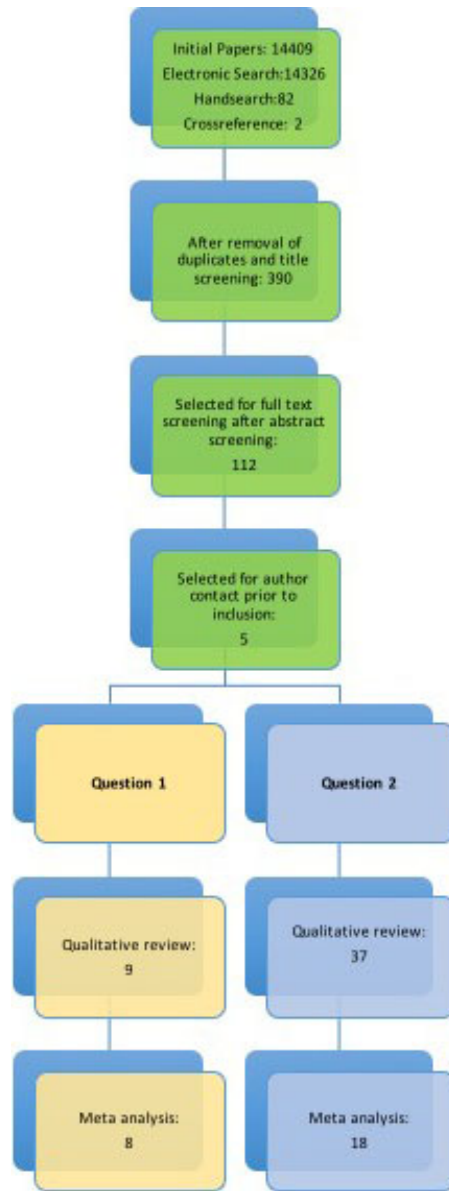 Initial Papers: 14409
Electronic Search:14326
Handsearch:82
Crossreference: 2
After removal of
duplicates and title
screening: 390
Selected for full text
screening after abstract
screening:
112
Selected for author
contact prior to
inclusion:
5
Question 1
Question 2
Qualitative review:
9
Qualitative review:
37
Meta analysis:
8
Meta analysis:
18